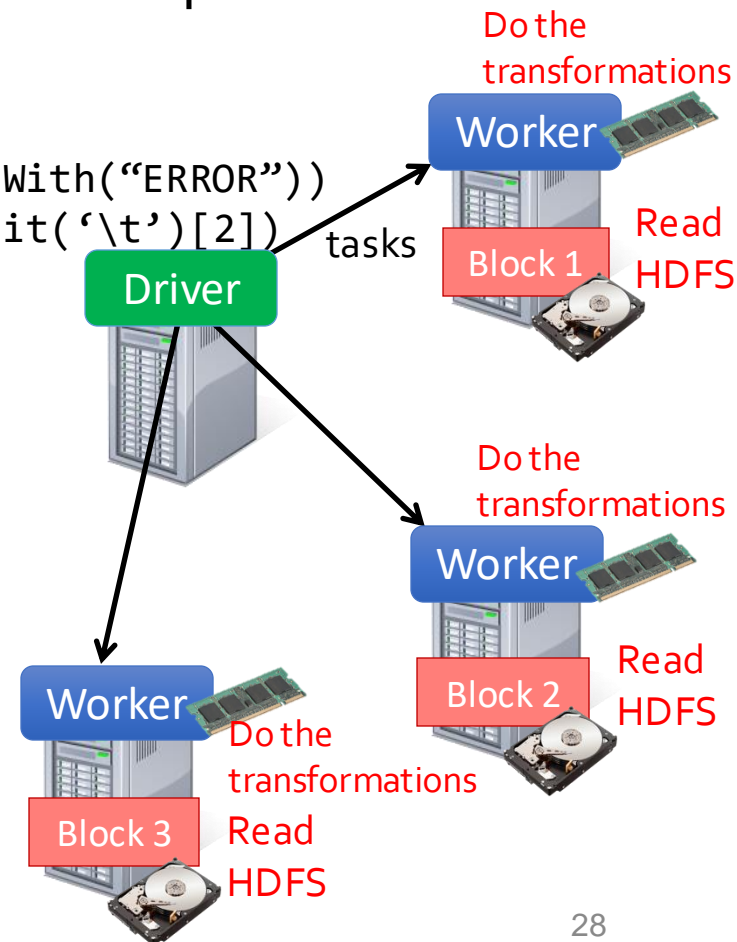 Do the
transformations
Worker
With(“ERROR”))
it(‘\t’)[2])
tasks
Block 1
Read
HDFS
Driver
Do the
transformations
Worker
Block 2
Read
HDFS
Worker
Do the
transformations
Block 3
Read
HDFS
28